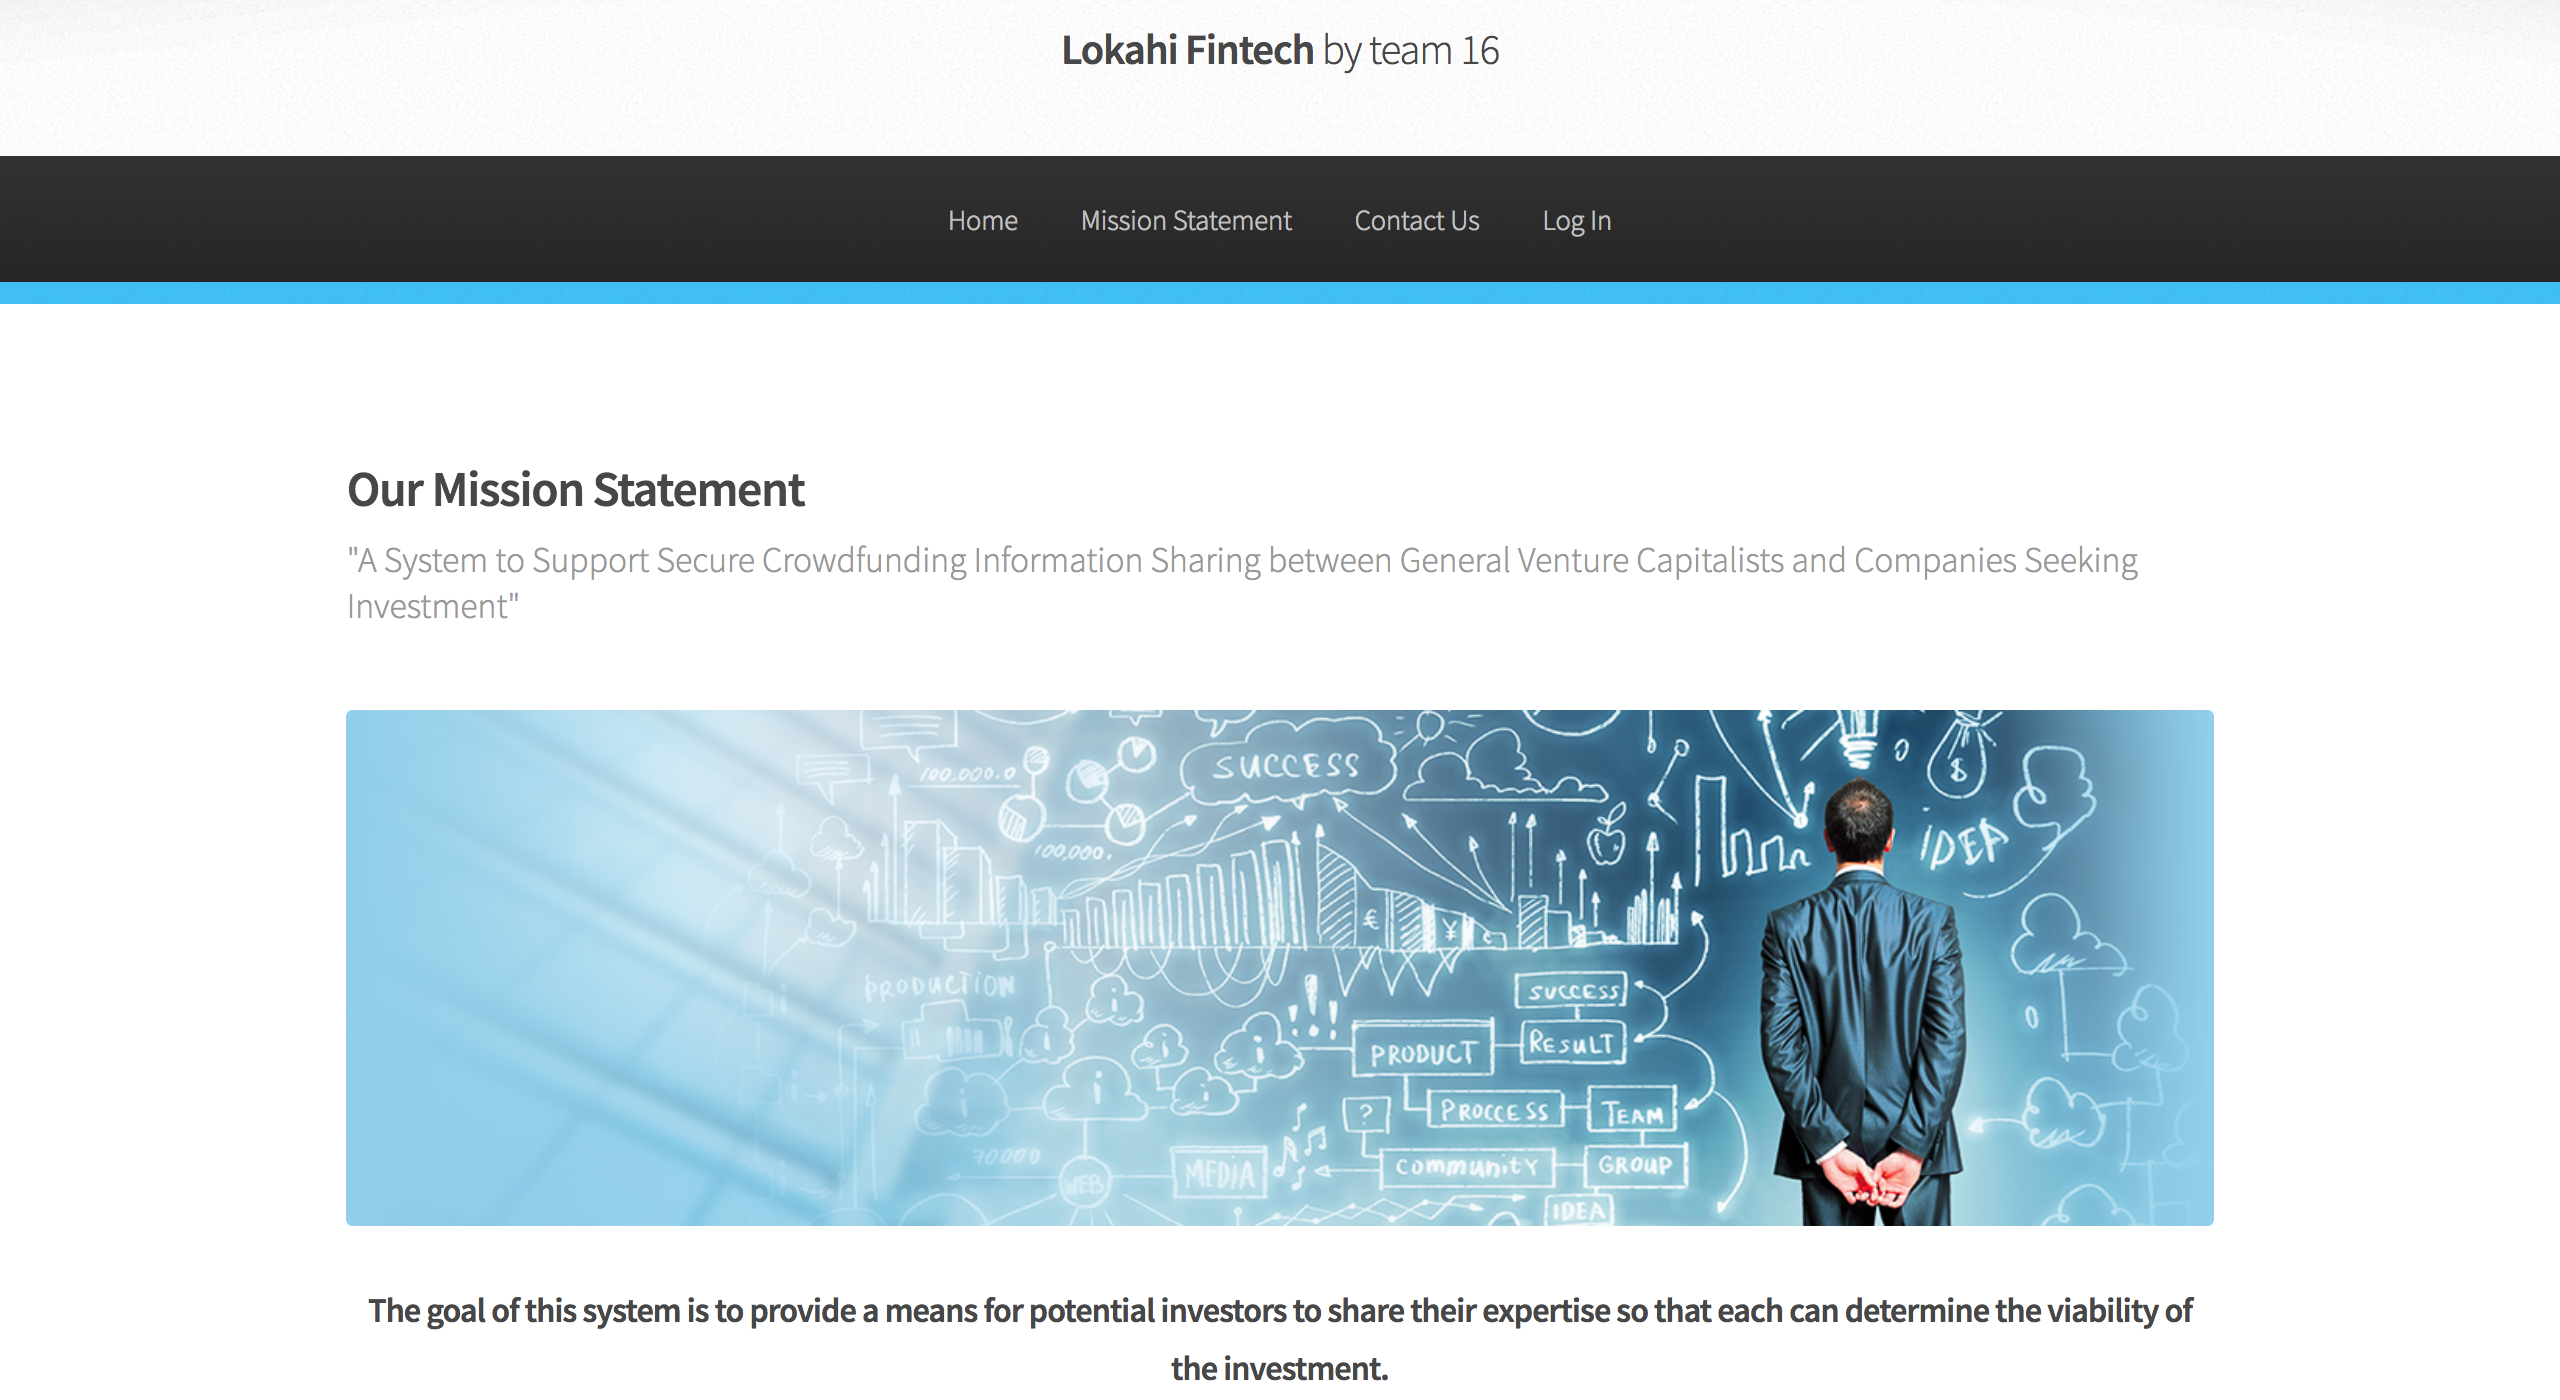 Lokahi Fintech by team 16
Home Mission Statement Contact Us Log In
Our Mission Statement
"A System to Support Secure Crowdfunding Information Sharing between General Venture Capitalists and Companies Seeking
Investment"
100.000.0
SUCCESS
$
100,000.
IDEA
€ ¥ ¢
PRODUCTION
SUCCESS
PRODUCT
RESULT
?
PROCCESS
TEAM
70000
WEB
MEDIA
COMMUNITY
GROUP
IDEA
The goal of this system is to provide a means for potential investors to share their expertise so that each can determine the viability of
the investment.